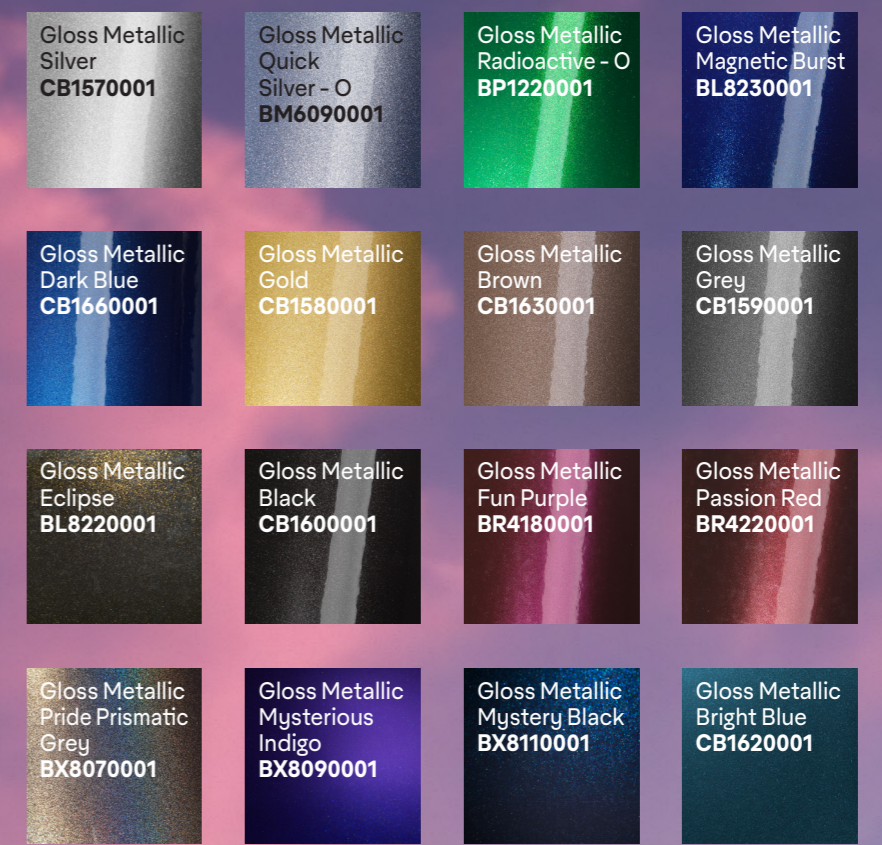 Gloss Metallic
Silver
CB1570001
Gloss Metallic
Quick
Silver - O
BM6090001
Gloss Metallic
Radioactive - O
BP1220001
Gloss Metallic
Magnetic Burst
BL8230001
Gloss Metallic
Dark Blue
CB1660001
Gloss Metallic
Gold
CB1580001
Gloss Metallic
Brown
CB1630001
Gloss Metallic
Grey
CB1590001
Gloss Metallic
Eclipse
BL8220001
Gloss Metallic
Black
CB1600001
Gloss Metallic
Fun Purple
BR4180001
Gloss Metallic
Passion Red
BR4220001
Gloss Metallic
Pride Prismatic
Grey
BX8070001
Gloss Metallic
Mysterious
Indigo
BX8090001
Gloss Metallic
Mystery Black
BX8110001
Gloss Metallic
Bright Blue
CB1620001